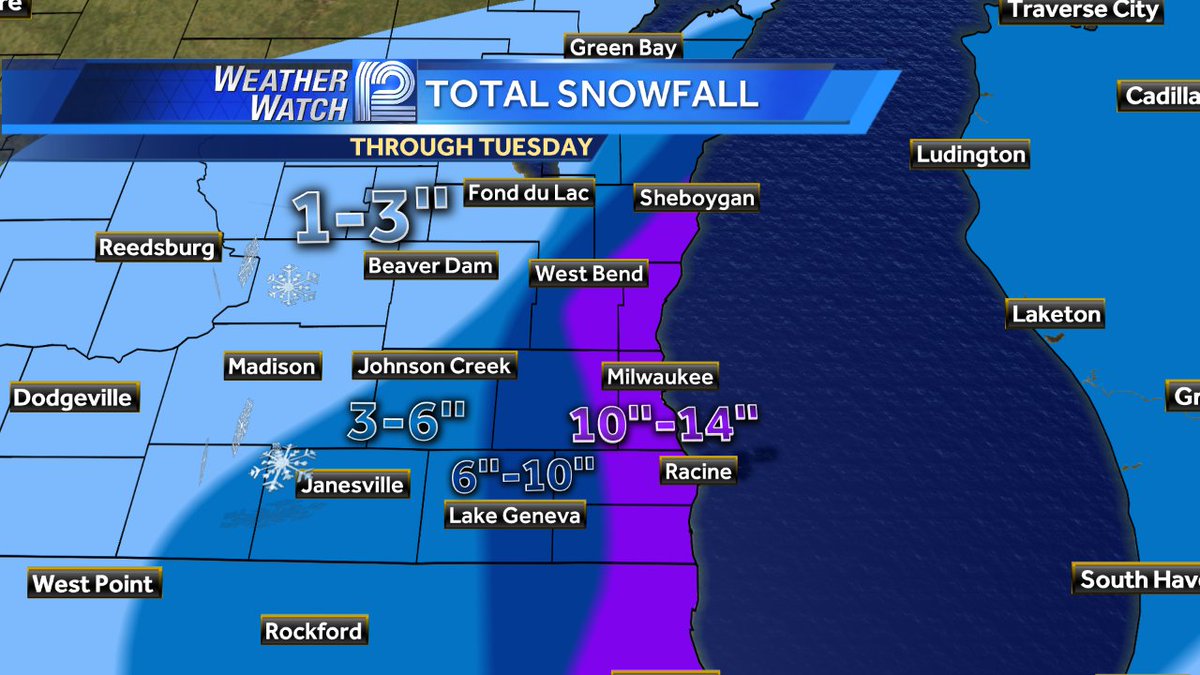 re
Traverse City
Green Bay
WEATHER
WATCH 12
TOTAL SNOWFALL
Cadilla
THROUGH TUESDAY
Ludington
1-3"
Fond du Lac
Sheboygan
Reedsburg
Beaver Dam
West Bend
Laketon
Madison
Johnson Creek
Milwaukee
Dodgeville
Gr
3-6"
10"-14"
6"-10"
Racine
Janesville
Lake Geneva
West Point
South Have
Rockford